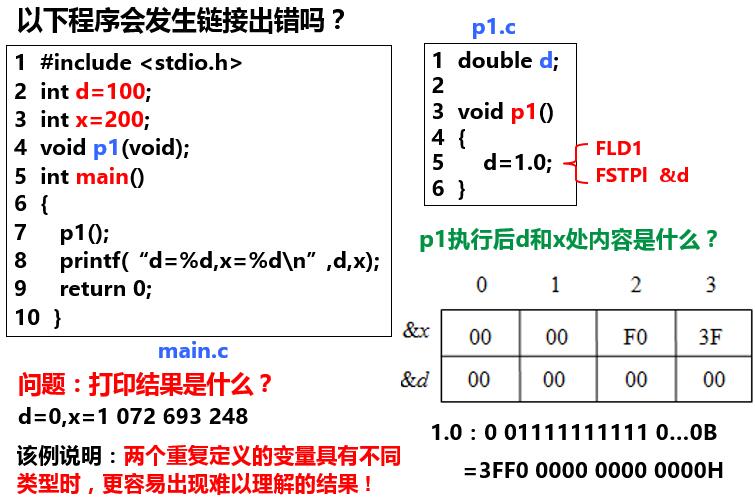 以下程序会发生链接出错吗？
1 #include <stdio.h>
2 int d=100;
3 int x=200;
4 void p1(void);
5 int main()
6 {
7 p1();
8 printf(“d=%d,x=%d\n”,d,x);
9 return 0;
10 }
main.c
问题：打印结果是什么？
d=0,x=1 072 693 248
该例说明：两个重复定义的变量具有不同
类型时，更容易出现难以理解的结果！
p1.c
1 double d;
2
3 void p1()
4 {
5 d=1.0;
6 }
FLD1
FSTPl &d
p1执行后d和x处内容是什么？
0 1 2 3
&x 00 00 F0 3F
&d 00 00 00 00
1.0：0 01111111111 0…0B
=3FF0 0000 0000 0000H